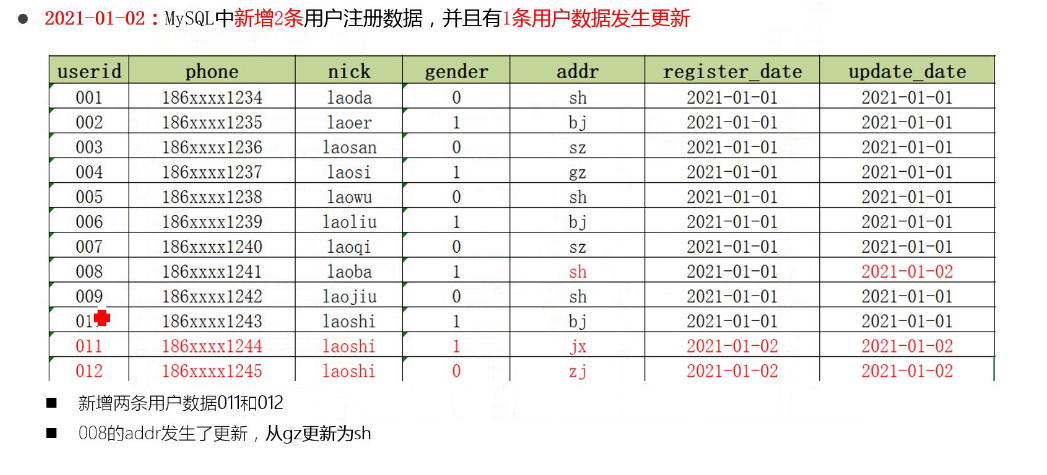 ● 2021-01-02：MySQL中新增2条用户注册数据，并且有1条用户数据发生更新
userid phone nick gender addr register_date update_date
001 186xxxx1234 laoda 0 sh 2021-01-01 2021-01-01
002 186xxxx1235 laoer 1 bj 2021-01-01 2021-01-01
003 186xxxx1236 laosan 0 sz 2021-01-01 2021-01-01
004 186xxxx1237 laosi 1 gz 2021-01-01 2021-01-01
005 186xxxx1238 laowu 0 sh 2021-01-01 2021-01-01
006 186xxxx1239 laoliu 1 bj 2021-01-01 2021-01-01
007 186xxxx1240 laoqi 0 sz 2021-01-01 2021-01-01
008 186xxxx1241 laoba 1 sh 2021-01-01 2021-01-02
009 186xxxx1242 laojiu 0 sh 2021-01-01 2021-01-01
186xxxx1243 laoshi 1 bj 2021-01-01 2021-01-01
011 186xxxx1244 laoshi 1 jx 2021-01-02 2021-01-02
012 186xxxx1245 laoshi 0 zj 2021-01-02 2021-01-02
■ 新增两条用户数据011和012
■ 008的addr发生了更新，从gz更新为sh